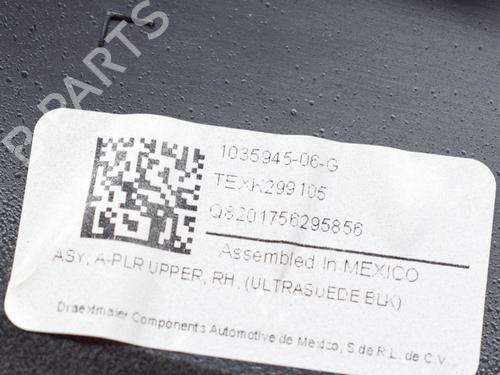 B-PARTS
1035945-06-G
TEXK299105
Q8201756295856
Assembled In MEXICO
ASY, A-PLR UPPER, RH, (ULTRASUEDE BLK)
Draexlmaier Components Automotive de Mexico, S de R.L. de C.V.